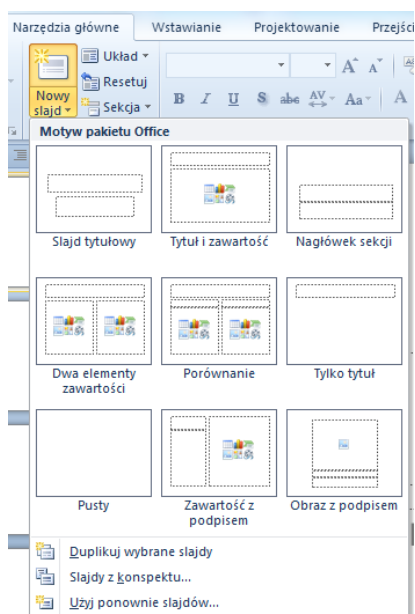 Narzędzia główne Wstawianie Projektowanie Przejści
Nowy slajd
Układ
Resetuj
Sekcja
B I U S abc AV Aa A
A A
Motyw pakietu Office
Slajd tytułowy
Tytuł i zawartość
Nagłówek sekcji
Dwa elementy
zawartości
Porównanie
Tylko tytuł
Pusty
Zawartość z
podpisem
Obraz z podpisem
Duplikuj wybrane slajdy
Slajdy z konspektu...
Użyj ponownie slajdów...